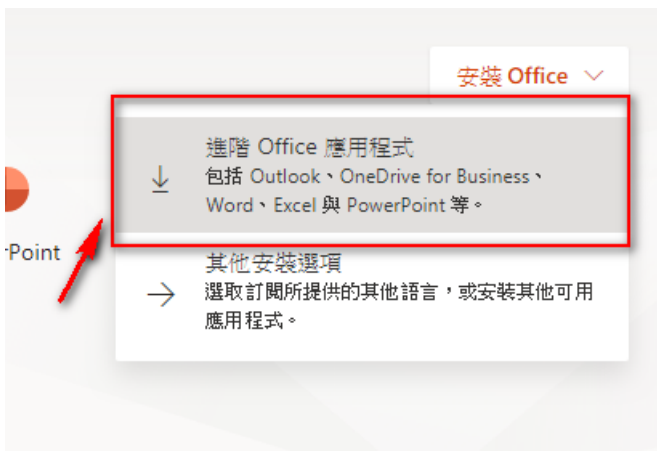 安裝 Office
進階 Office 應用程式
包括 Outlook、OneDrive for Business、
Word、Excel 與 PowerPoint 等。
rPoint
其他安裝選項
選取訂閱所提供的其他語言，或安裝其他可用
應用程式。